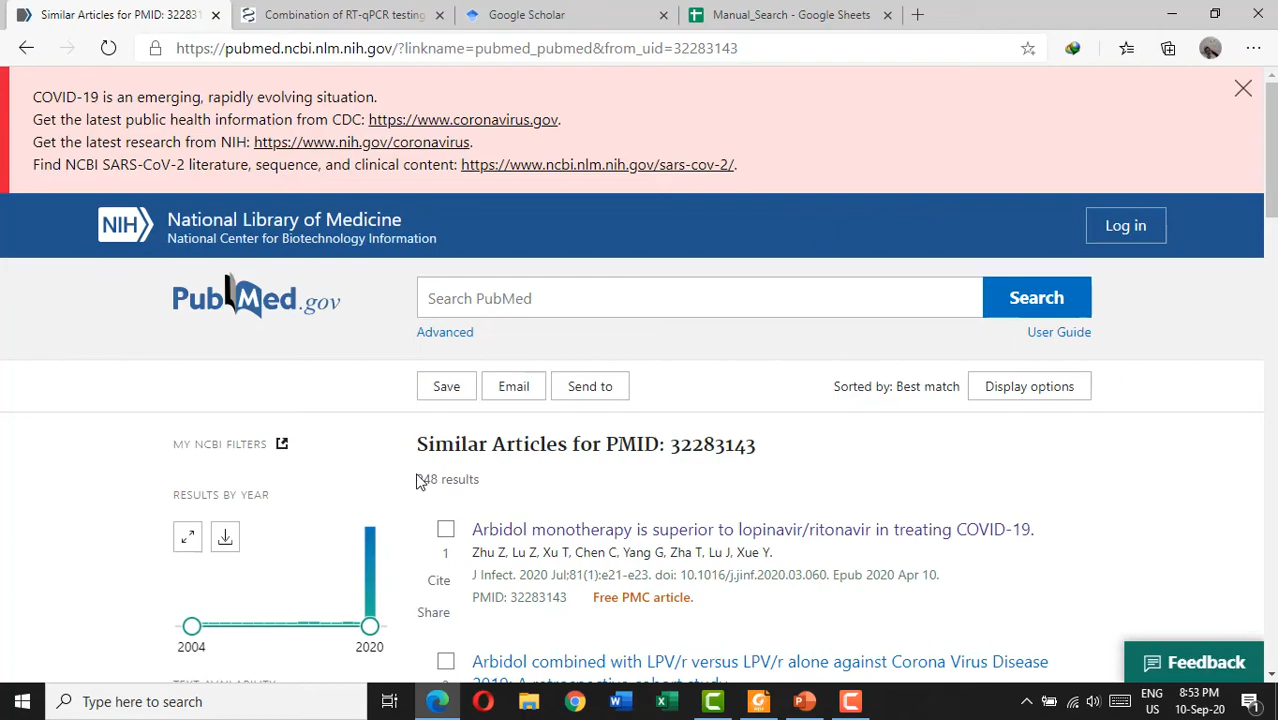 Similar Articles for PMID: 32283
Combination of RT-qPCR testing
Google Scholar
Manual_Search - Google Sheets
https://pubmed.ncbi.nlm.nih.gov/?linkname=pubmed_pubmed&from_uid=32283143
COVID-19 is an emerging, rapidly evolving situation.
Get the latest public health information from CDC: https://www.coronavirus.gov.
Get the latest research from NIH: https://www.nih.gov/coronavirus.
Find NCBI SARS-CoV-2 literature, sequence, and clinical content: https://www.ncbi.nlm.nih.gov/sars-cov-2/.
NIH National Library of Medicine
National Center for Biotechnology Information
Log in
PubMed.gov
Search PubMed
Search
Advanced
User Guide
Save
Email
Send to
Sorted by: Best match
Display options
MY NCBI FILTERS
Similar Articles for PMID: 32283143
results
RESULTS BY YEAR
2004
2020
Arbidol monotherapy is superior to lopinavir/ritonavir in treating COVID-19.
1
Zhu Z, Lu Z, Xu T, Chen C, Yang G, Zha T, Lu J, Xue Y.
Cite
J Infect. 2020 Jul;81(1):e21-e23. doi: 10.1016/j.jinf.2020.03.060. Epub 2020 Apr 10.
PMID: 32283143
Free PMC article.
Share
Arbidol combined with LPV/r versus LPV/r alone against Corona Virus Disease
2019: A retrospective cohort study
TEXT AVAILABILITY
Feedback
Type here to search
ENG
US
8:53 PM
10-Sep-20
1